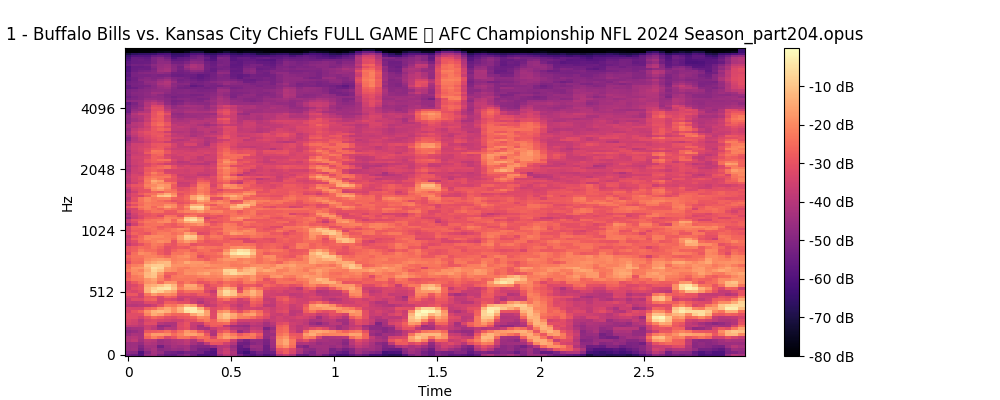 1 - Buffalo Bills vs. Kansas City Chiefs FULL GAME ▯ AFC Championship NFL 2024 Season_part204.opus
4096
2048
1024
512
0
Hz
0
0.5
1
1.5
2
2.5
Time
-10 dB
-20 dB
-30 dB
-40 dB
-50 dB
-60 dB
-70 dB
-80 dB